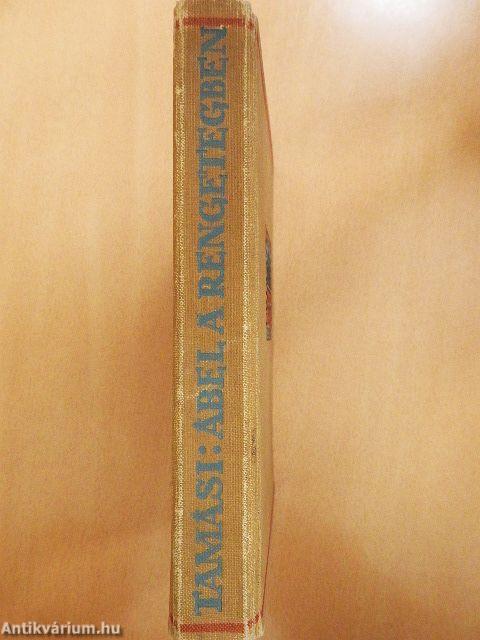 TAMÁSI: ÁBEL A RENGETEGBEN
Antikvárium.hu